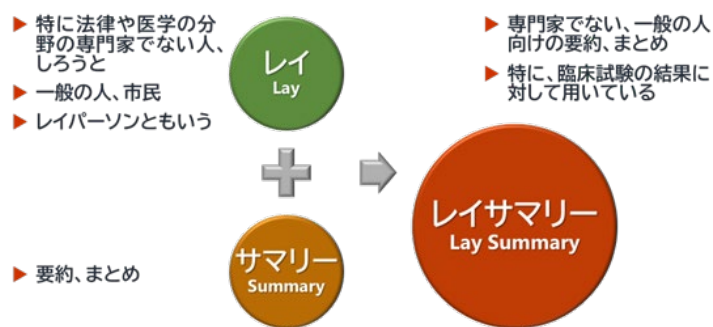 ▶ 特に法律や医学の分
野の専門家でない人、
しろうと
▶ 一般の人、市民
▶ レイパーソンともいう
レイ
Lay
▶ 要約、まとめ
サマリー
Summary
▶ 専門家でない、一般の人
向けの要約、まとめ
▶ 特に、臨床試験の結果に
対して用いている
レイサマリー
Lay Summary